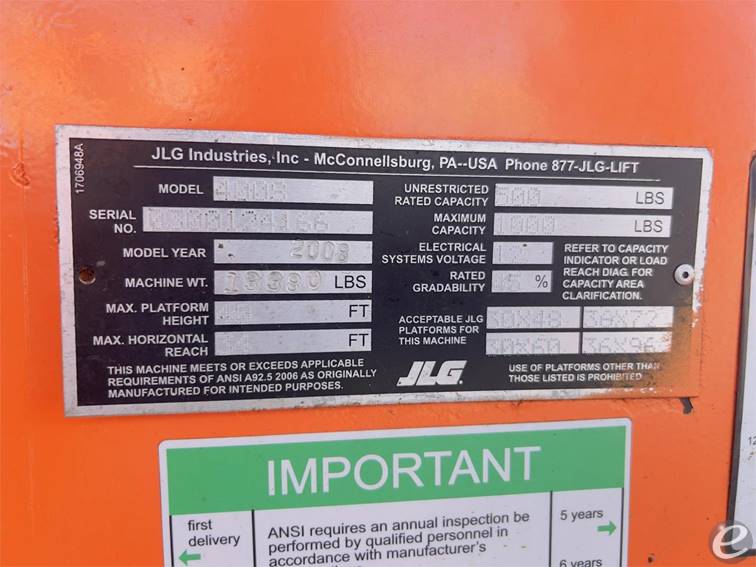 1706948A
JLG Industries, Inc - McConnellsburg, PA--USA Phone 877-JLG-LIFT
MODEL 400S
SERIAL NO.
MODEL YEAR 2008
MACHINE WT. LBS
MAX. PLATFORM HEIGHT FT
MAX. HORIZONTAL REACH FT
THIS MACHINE MEETS OR EXCEEDS APPLICABLE
REQUIREMENTS OF ANSI A92.5 2006 AS ORIGINALLY
MANUFACTURED FOR INTENDED PURPOSES.
UNRESTRICTED
RATED CAPACITY 500 LBS
MAXIMUM
CAPACITY 1000 LBS
ELECTRICAL
SYSTEMS VOLTAGE
RATED
GRADABILITY 45 %
REFER TO CAPACITY
INDICATOR OR LOAD
REACH DIAG. FOR
CAPACITY AREA
CLARIFICATION.
ACCEPTABLE JLG
PLATFORMS FOR
THIS MACHINE
30X48 36X72
30X60 36X96
JLG
USE OF PLATFORMS OTHER THAN
THOSE LISTED IS PROHIBITED
IMPORTANT
first
delivery
ANSI requires an annual inspection be
performed by qualified personnel in
accordance with manufacturer's
5 years
6 years
12
e